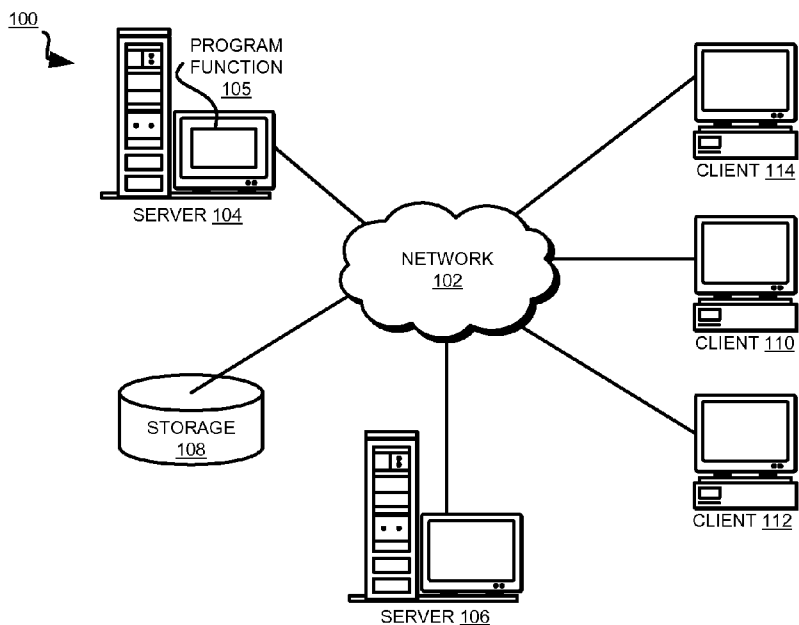 100
PROGRAM
FUNCTION
105
SERVER 104
CLIENT 114
NETWORK
102
CLIENT 110
STORAGE
108
CLIENT 112
SERVER 106